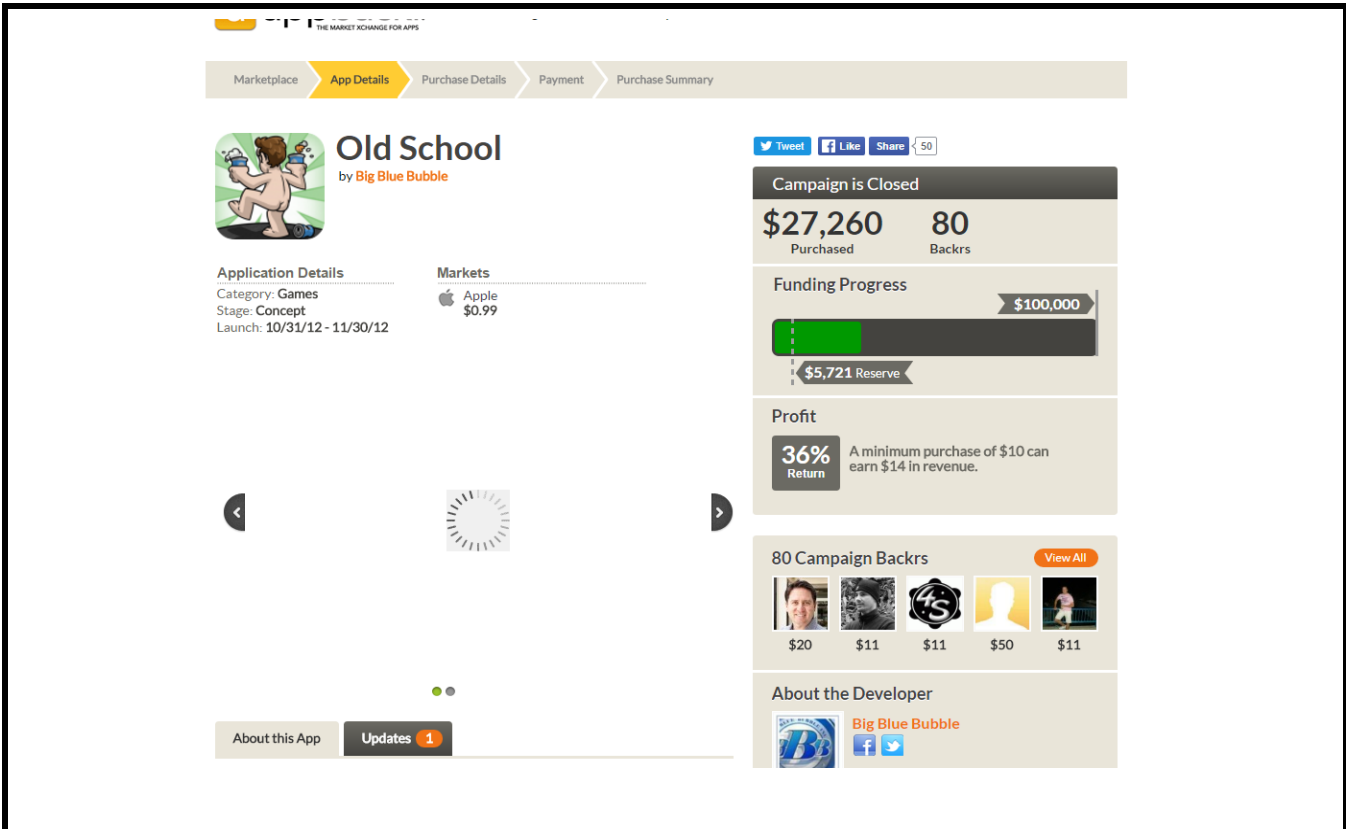 THE MARKET XCHANGE FOR APPS
Marketplace
App Details
Purchase Details
Payment
Purchase Summary
Old School
by Big Blue Bubble
Application Details
Category: Games
Stage: Concept
Launch: 10/31/12 - 11/30/12
Markets
Apple
$0.99
About this App
Updates 1
Tweet
Like
Share
50
Campaign is Closed
$27,260
Purchased
80
Backrs
Funding Progress
$100,000
$5,721 Reserve
Profit
36%
Return
A minimum purchase of $10 can
earn $14 in revenue.
80 Campaign Backrs
View All
4S
$20
$11
$11
$50
$11
About the Developer
Big Blue Bubble